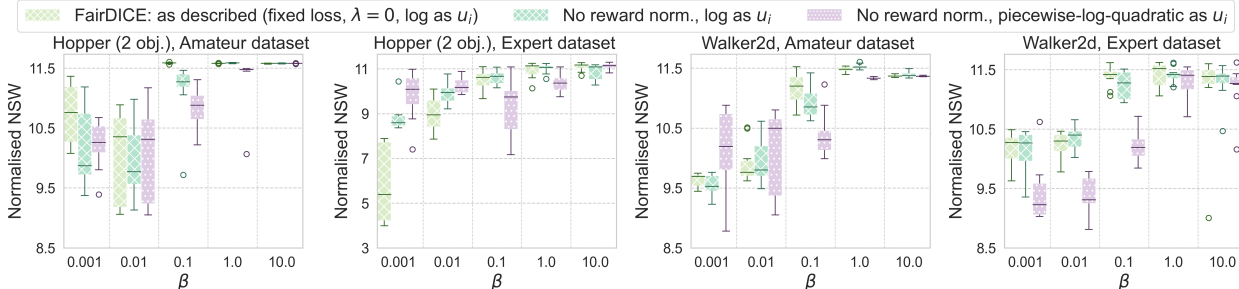 FairDICE: as described (fixed loss, λ = 0, log as uᵢ) No reward norm., log as uᵢ No reward norm., piecewise-log-quadratic as uᵢ
Hopper (2 obj.), Amateur dataset
Normalised NSW
11.5
10.5
9.5
8.5
0.001 0.01 0.1 1.0 10.0
β
Hopper (2 obj.), Expert dataset
Normalised NSW
11
9
7
5
3
0.001 0.01 0.1 1.0 10.0
β
Walker2d, Amateur dataset
Normalised NSW
11.5
10.5
9.5
8.5
0.001 0.01 0.1 1.0 10.0
β
Walker2d, Expert dataset
Normalised NSW
11.5
10.5
9.5
8.5
0.001 0.01 0.1 1.0 10.0
β